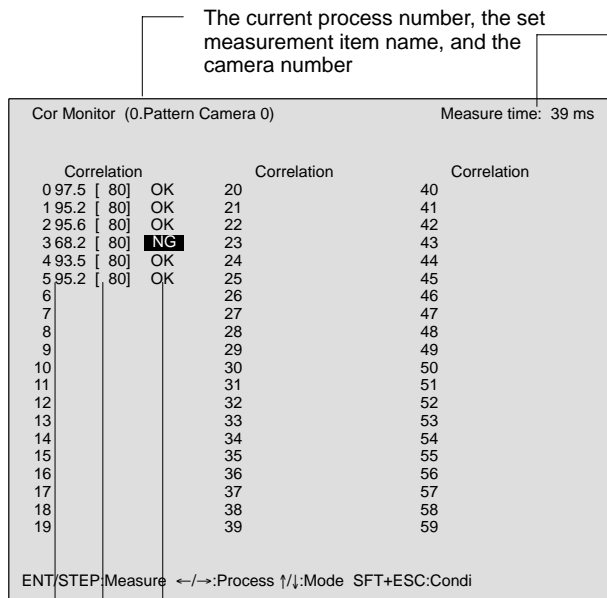 The current process number, the set
measurement item name, and the
camera number
Cor Monitor (0.Pattern Camera 0) Measure time: 39 ms
Correlation Correlation Correlation
0 97.5 [ 80] OK 20 40
1 95.2 [ 80] OK 21 41
2 95.6 [ 80] OK 22 42
3 68.2 [ 80] NG 23 43
4 93.5 [ 80] OK 24 44
5 95.2 [ 80] OK 25 45
6 26 46
7 27 47
8 28 48
9 29 49
10 30 50
11 31 51
12 32 52
13 33 53
14 34 54
15 35 55
16 36 56
17 37 57
18 38 58
19 39 59
ENT/STEP:Measure ←/→:Process ↑/↓:Mode SFT+ESC:Condi